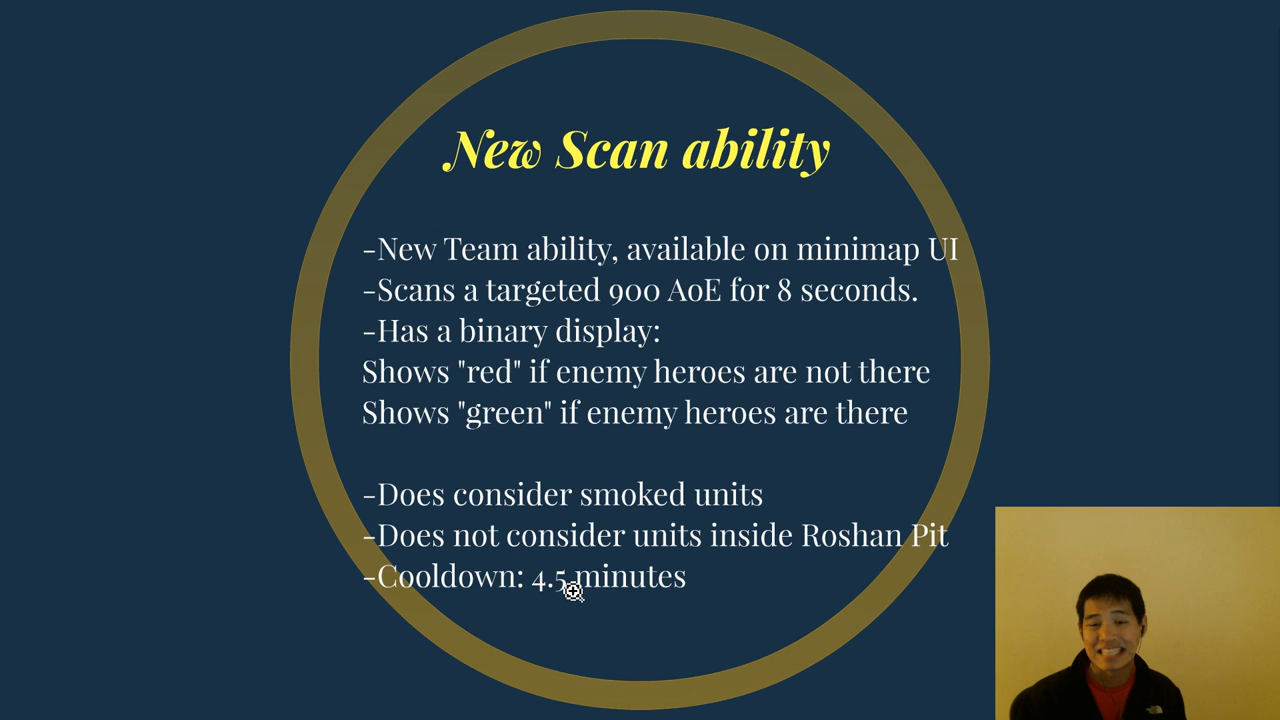 New Scan ability
-New Team ability, available on minimap UI
-Scans a targeted 900 AoE for 8 seconds.
-Has a binary display:
Shows "red" if enemy heroes are not there
Shows "green" if enemy heroes are there
-Does consider smoked units
-Does not consider units inside Roshan Pit
-Cooldown: 4.5 minutes